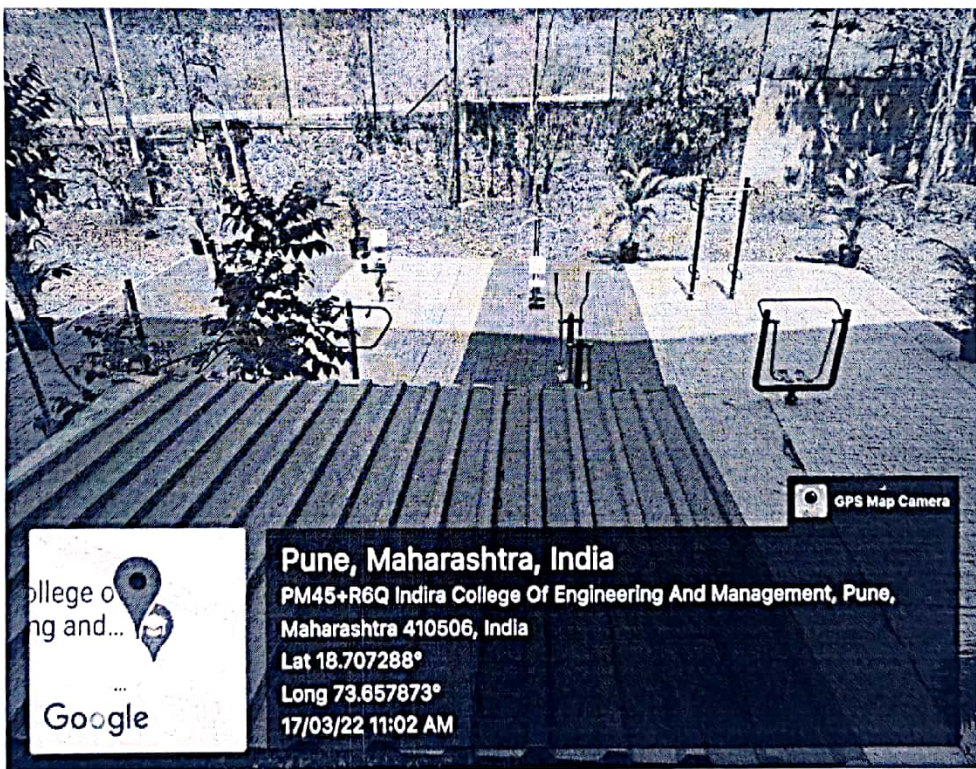 GPS Map Camera
Pune, Maharashtra, India
PM45+R6Q Indira College Of Engineering And Management, Pune,
Maharashtra 410506, India
Lat 18.707288°
Long 73.657873°
17/03/22 11:02 AM
ollege o
ng and...
...
Google